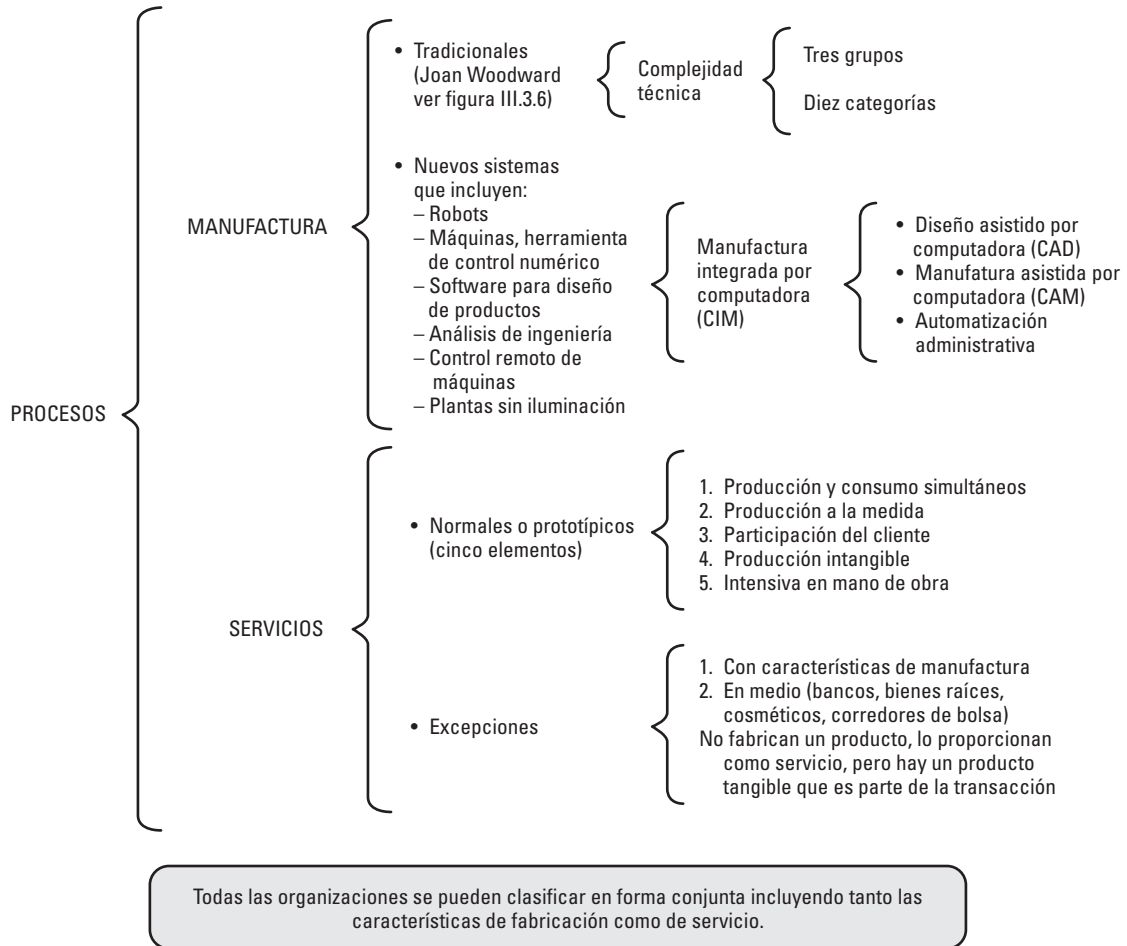 PROCESOS
MANUFACTURA
• Tradicionales
(Joan Woodward
ver figura III.3.6)
Complejidad
técnica
Tres grupos
Diez categorías
• Nuevos sistemas
que incluyen:
– Robots
– Máquinas, herramienta
de control numérico
– Software para diseño
de productos
– Análisis de ingeniería
– Control remoto de
máquinas
– Plantas sin iluminación
Manufactura
integrada por
computadora
(CIM)
• Diseño asistido por
computadora (CAD)
• Manufatura asistida por
computadora (CAM)
• Automatización
administrativa
SERVICIOS
• Normales o prototípicos
(cinco elementos)
1. Producción y consumo simultáneos
2. Producción a la medida
3. Participación del cliente
4. Producción intangible
5. Intensiva en mano de obra
• Excepciones
1. Con características de manufactura
2. En medio (bancos, bienes raíces,
cosméticos, corredores de bolsa)
No fabrican un producto, lo proporcionan
como servicio, pero hay un producto
tangible que es parte de la transacción
Todas las organizaciones se pueden clasificar en forma conjunta incluyendo tanto las
características de fabricación como de servicio.